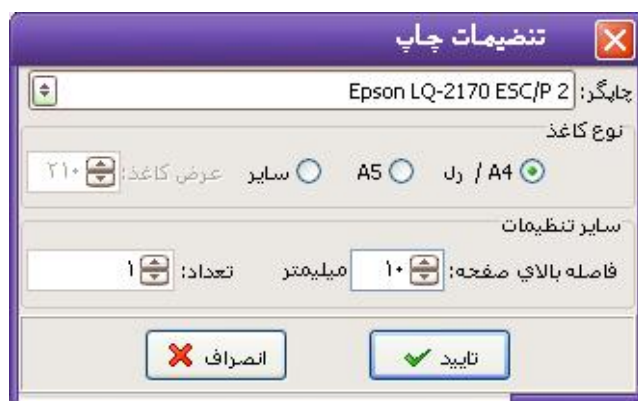 تنضیمات چاپ
چاپگر: Epson LQ-2170 ESC/P 2
نوع کاغذ
A4 / رل A5 سایر عرض کاغذ: ۲۱۰
سایر تنظیمات
فاصله بالاي صفحه: ۱۰ میلیمتر تعداد: ۱
تایید انصراف